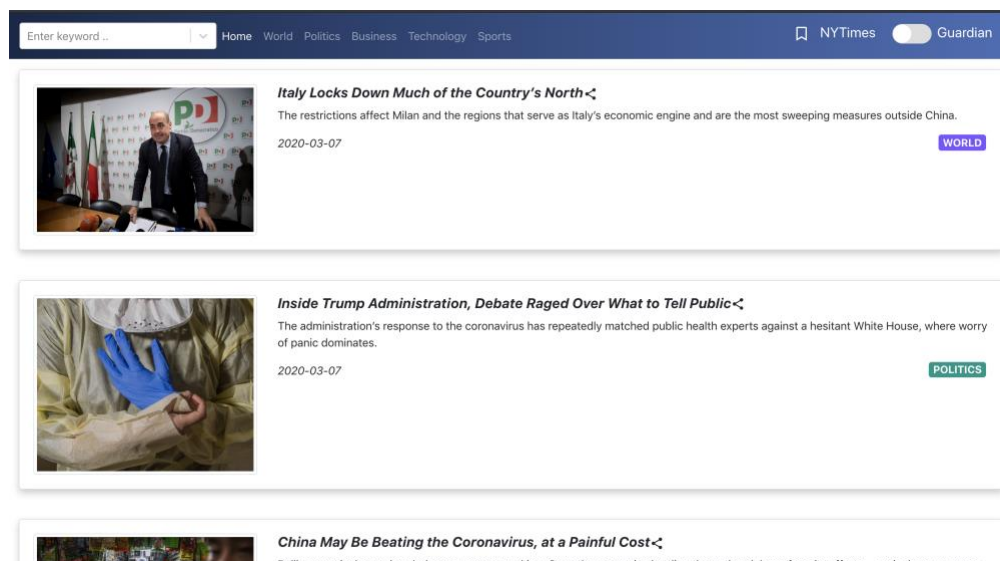 Enter keyword .. Home World Politics Business Technology Sports NYTimes Guardian
Italy Locks Down Much of the Country's North
The restrictions affect Milan and the regions that serve as Italy's economic engine and are the most sweeping measures outside China.
2020-03-07 WORLD
PD
Inside Trump Administration, Debate Raged Over What to Tell Public
The administration's response to the coronavirus has repeatedly matched public health experts against a hesitant White House, where worry
of panic dominates.
2020-03-07 POLITICS
China May Be Beating the Coronavirus, at a Painful Cost